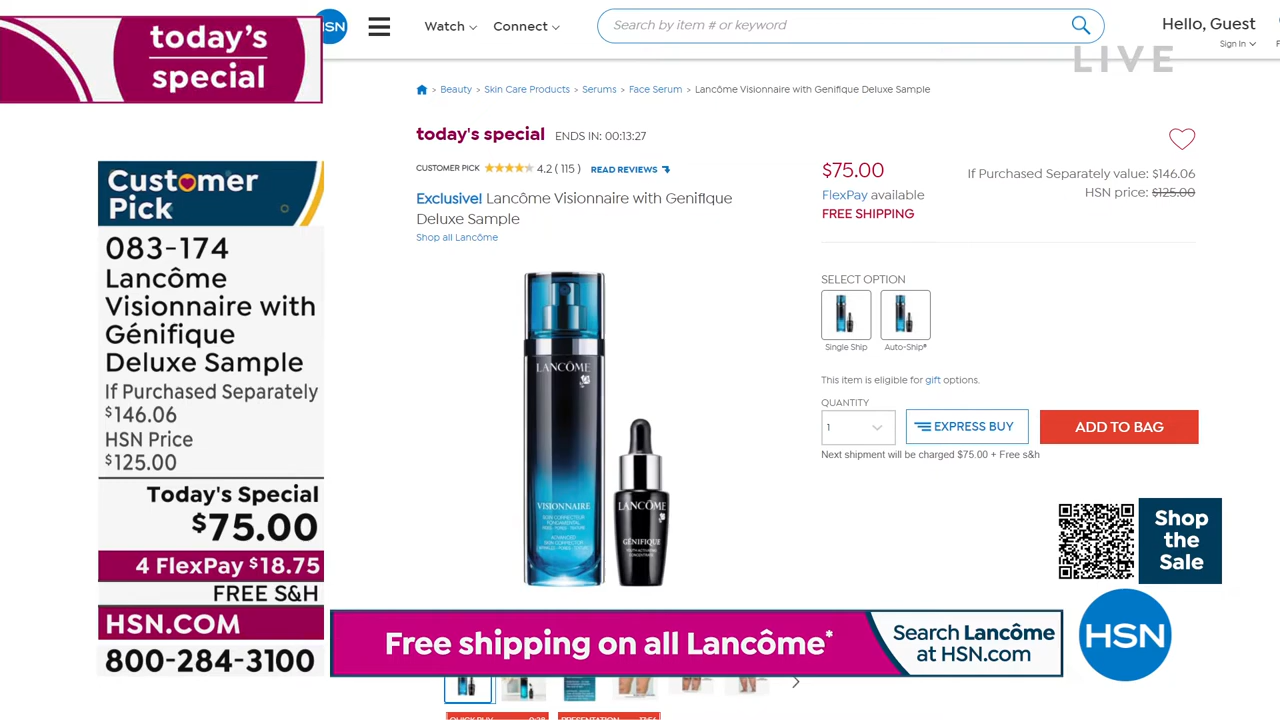 today's
special
HSN
Watch
Connect
Search by item # or keyword
Hello, Guest
Sign In
LIVE
Beauty > Skin Care Products > Serums > Face Serum > Lancôme Visionnaire with Genifique Deluxe Sample
today's special ENDS IN: 00:13:27
CUSTOMER PICK 4.2 ( 115 ) READ REVIEWS
Exclusive! Lancôme Visionnaire with Genifique
Deluxe Sample
Shop all Lancôme
$75.00
FlexPay available
FREE SHIPPING
If Purchased Separately value: $146.06
HSN price: $125.00
SELECT OPTION
Single Ship
Auto-Ship®
This item is eligible for gift options.
QUANTITY
1
EXPRESS BUY
ADD TO BAG
Next shipment will be charged $75.00 + Free s&h
Customer
Pick
083-174
Lancôme
Visionnaire with
Génifique
Deluxe Sample
If Purchased Separately
$146.06
HSN Price
$125.00
Today's Special
$75.00
4 FlexPay $18.75
FREE S&H
HSN.COM
800-284-3100
LANCÔME
VISIONNAIRE
LANCÔME
GÉNIFIQUE
Shop
the
Sale
Free shipping on all Lancôme*
Search Lancôme
at HSN.com
HSN